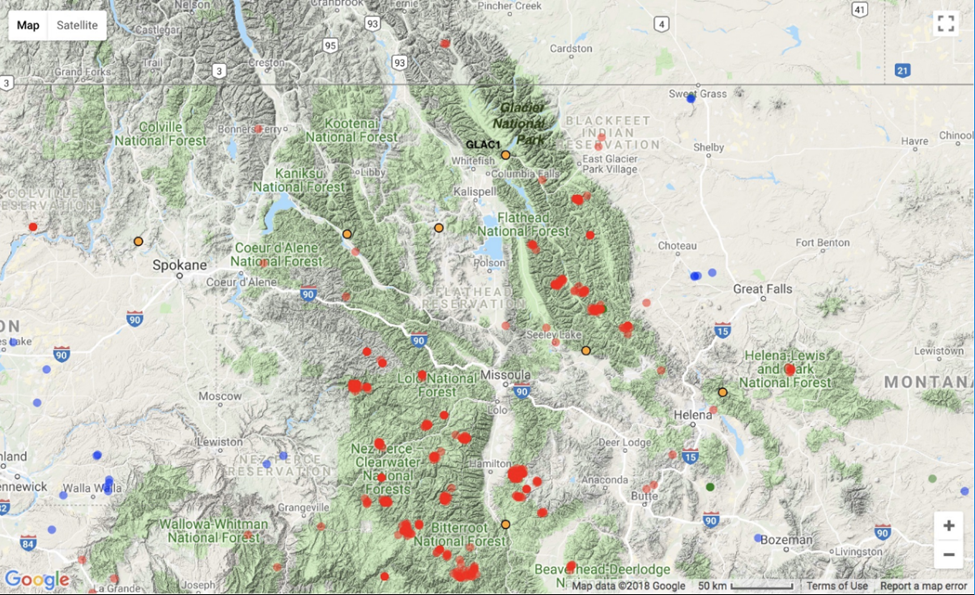 Map
Satellite
Nelson
Cranbrook
Fernie
Pincher Creek
93
4
41
Castlegar
95
Cardston
Trail
3
Creston
93
21
Grand Forks
3
Sweet Grass
Glacier
National
Park
Colville
National Forest
Bonners Ferry
Kootenai
National Forest
BLACKFEET
INDIAN
RESERVATION
GLAC1
Shelby
Havre
Chinook
Whitefish
East Glacier
Park Village
Kaniksu
National Forest
Libby
Columbia Falls
Kalispell
COLVILLE
RESERVATION
Flathead
National Forest
Coeur d'Alene
National Forest
Choteau
Fort Benton
Spokane
Polson
Coeur d'Alene
90
FLATHEAD
RESERVATION
Great Falls
90
15
90
Seeley Lake
90
Lewistown
Helena-Lewis
and Clark
National Forest
Lolo National
Forest
Missoula
90
MONTANA
Moscow
Lolo
Helena
Lewiston
NEZ PERCE
RESERVATION
Nez Perce
Clearwater
National
Forests
Deer Lodge
15
Hamilton
Anaconda
Walla Walla
Butte
Grangeville
Wallowa-Whitman
National Forest
Bitterroot
National Forest
90
84
90
Bozeman
Livingston
Beaverhead-Deerlodge
Joseph
Google
Map data ©2018 Google
50 km
Terms of Use
Report a map error